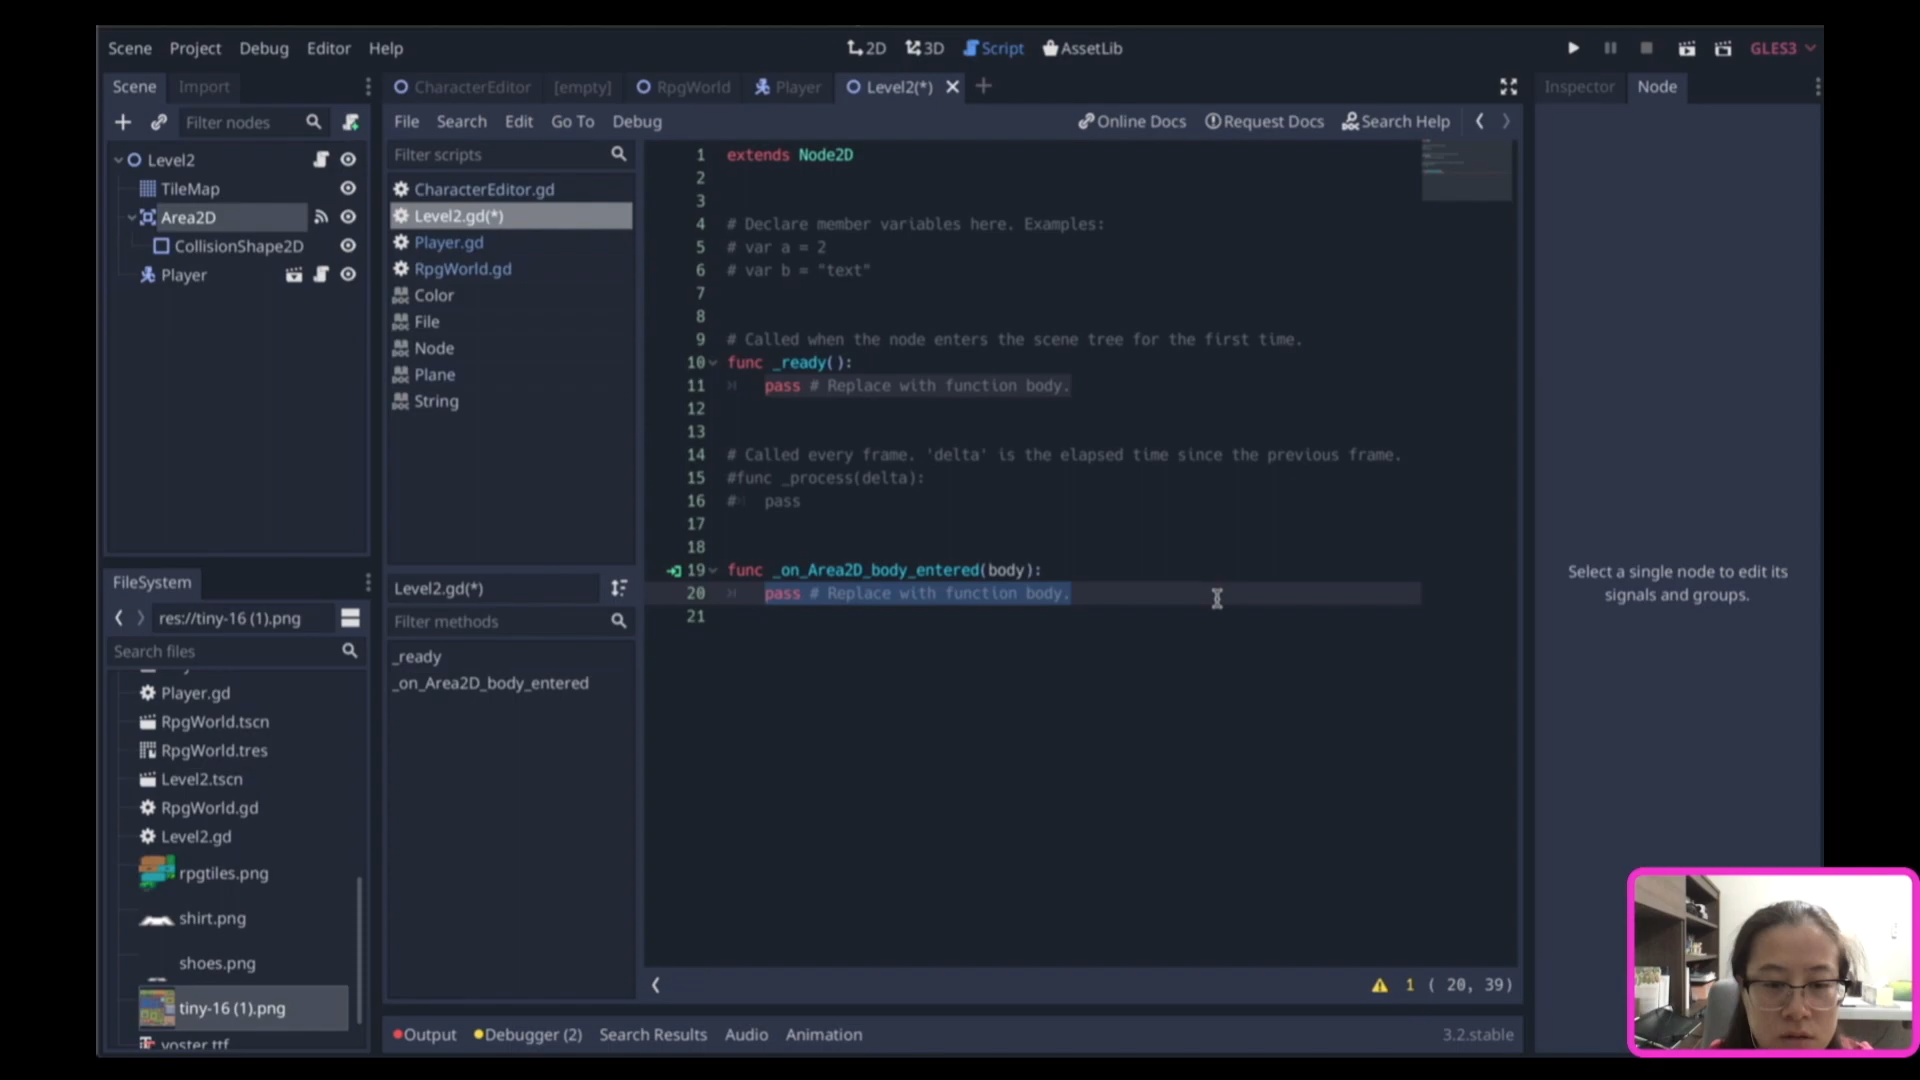 Scene Project Debug Editor Help
2D 3D Script AssetLib
GLES3
Scene Import
CharacterEditor [empty] RpgWorld Player Level2(*)
Inspector Node
Filter nodes
File Search Edit Go To Debug
Online Docs Request Docs Search Help
Level2
TileMap
Area2D
CollisionShape2D
Player
Filter scripts
CharacterEditor.gd
Level2.gd(*)
Player.gd
RpgWorld.gd
Color
File
Node
Plane
String
1 extends Node2D
2
3
4 # Declare member variables here. Examples:
5 # var a = 2
6 # var b = "text"
7
8
9 # Called when the node enters the scene tree for the first time.
10 func _ready():
11 pass # Replace with function body.
12
13
14 # Called every frame. 'delta' is the elapsed time since the previous frame.
15 #func _process(delta):
16 # pass
17
18
19 func _on_Area2D_body_entered(body):
20 pass # Replace with function body.
21
Select a single node to edit its
signals and groups.
FileSystem
res://tiny-16 (1).png
Search files
Player.gd
RpgWorld.tscn
RpgWorld.tres
Level2.tscn
RpgWorld.gd
Level2.gd
rpgtiles.png
shirt.png
shoes.png
tiny-16 (1).png
yoster.ttf
Level2.gd(*)
Filter methods
_ready
_on_Area2D_body_entered
1 ( 20, 39)
Output Debugger (2) Search Results Audio Animation
3.2.stable